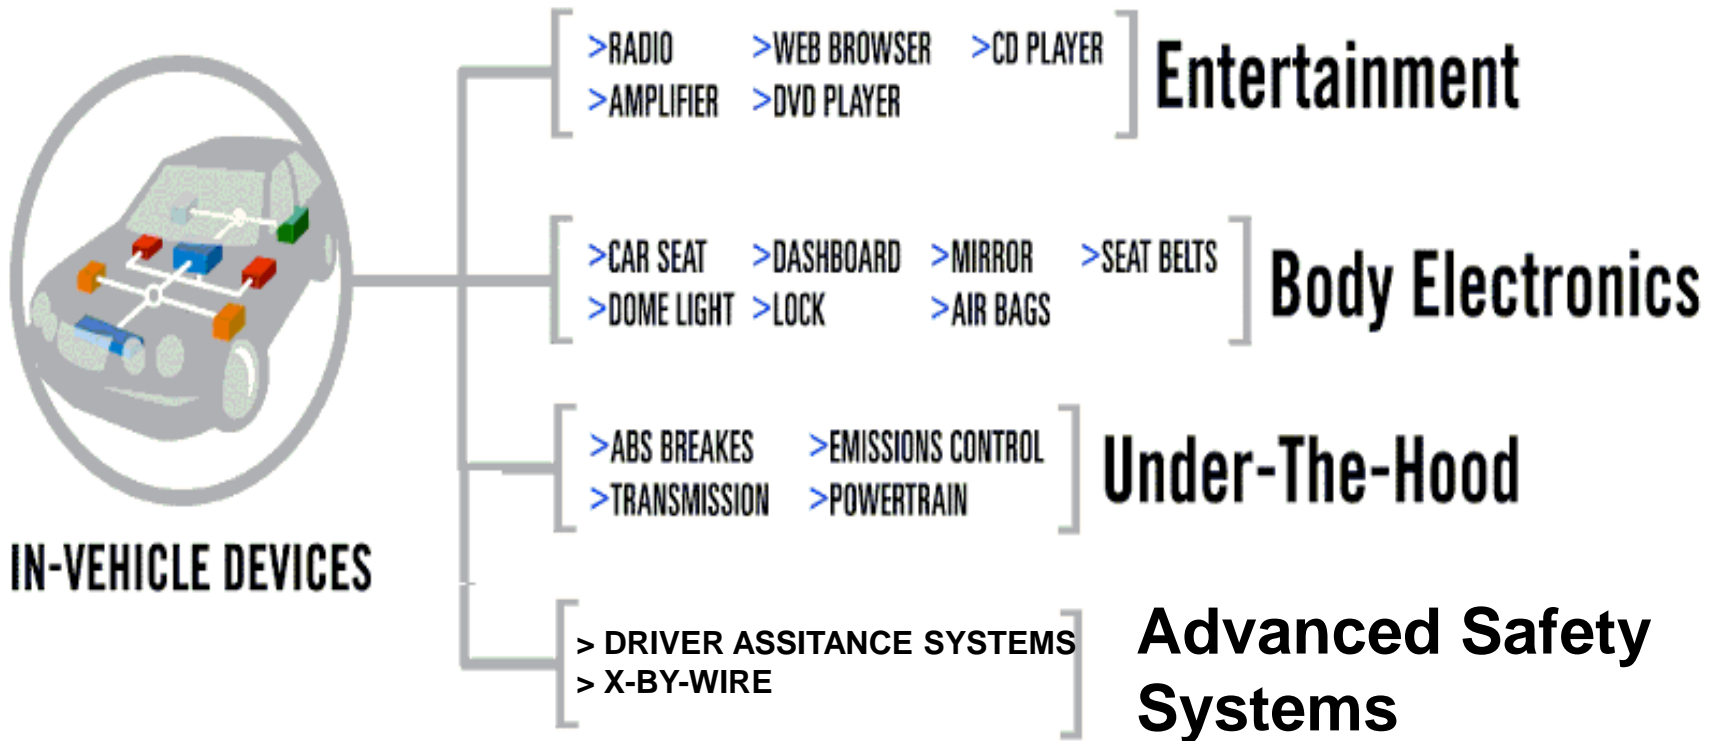 >RADIO >WEB BROWSER >CD PLAYER
>AMPLIFIER >DVD PLAYER
Entertainment
>CAR SEAT >DASHBOARD >MIRROR >SEAT BELTS
>DOME LIGHT >LOCK >AIR BAGS
Body Electronics
>ABS BREAKES >EMISSIONS CONTROL
>TRANSMISSION >POWERTRAIN
Under-The-Hood
IN-VEHICLE DEVICES
> DRIVER ASSITANCE SYSTEMS
> X-BY-WIRE
Advanced Safety
Systems